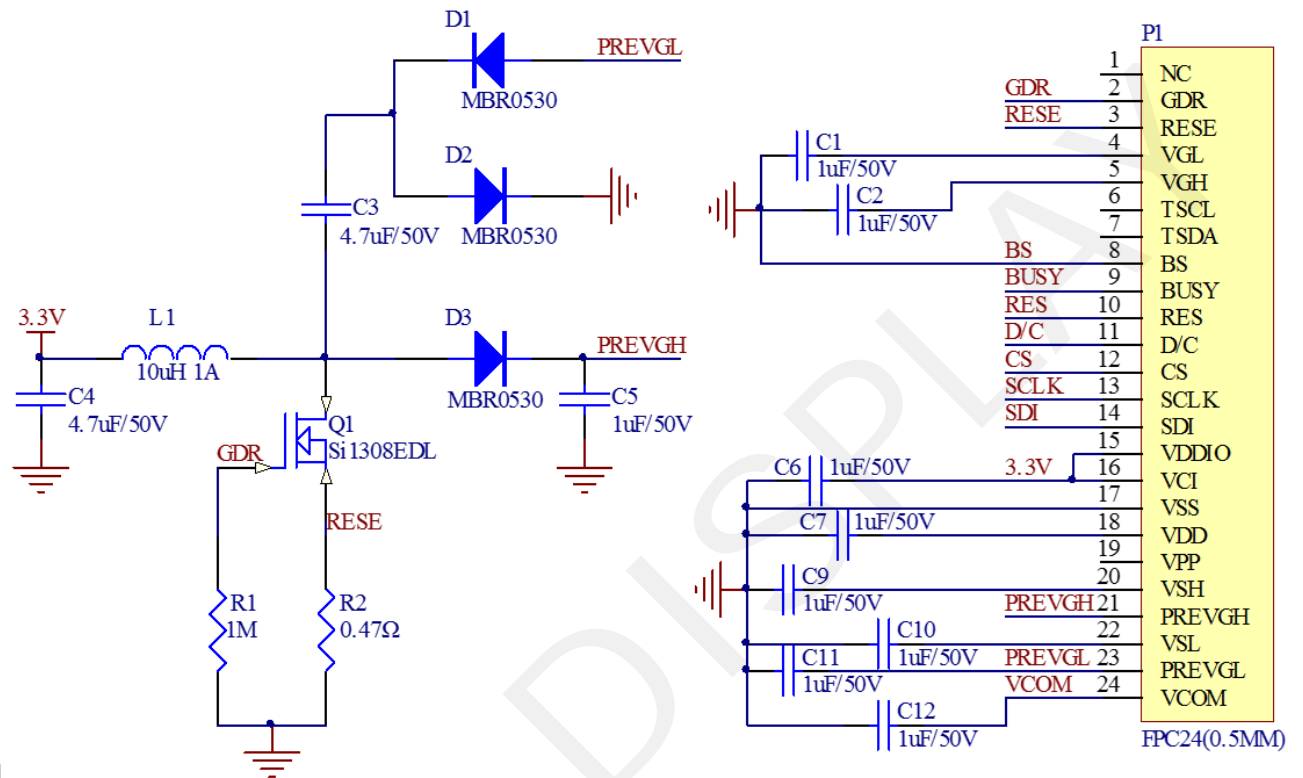 D1
PREVGL
MBR0530
D2
MBR0530
C3
4.7uF/50V
3.3V
L1
10uH 1A
D3
PREVGH
MBR0530
C4
4.7uF/50V
C5
1uF/50V
Q1
Si1308EDL
GDR
RESE
R1
1M
R2
0.47Ω
P1
1 NC
GDR 2 GDR
RESE 3 RESE
C1
1uF/50V
4 VGL
5 VGH
C2
1uF/50V
6 TSCL
7 TSDA
BS 8 BS
BUSY 9 BUSY
RES 10 RES
D/C 11 D/C
CS 12 CS
SCLK 13 SCLK
SDI 14 SDI
15 VDDIO
C6 1uF/50V
3.3V 16 VCI
17 VSS
C7 1uF/50V
18 VDD
19 VPP
C9
1uF/50V
20 VSH
PREVGH 21 PREVGH
C10
1uF/50V
22 VSL
C11
1uF/50V
PREVGL 23 PREVGL
VCOM 24 VCOM
C12
1uF/50V
FPC24(0.5MM)
DISPLAY